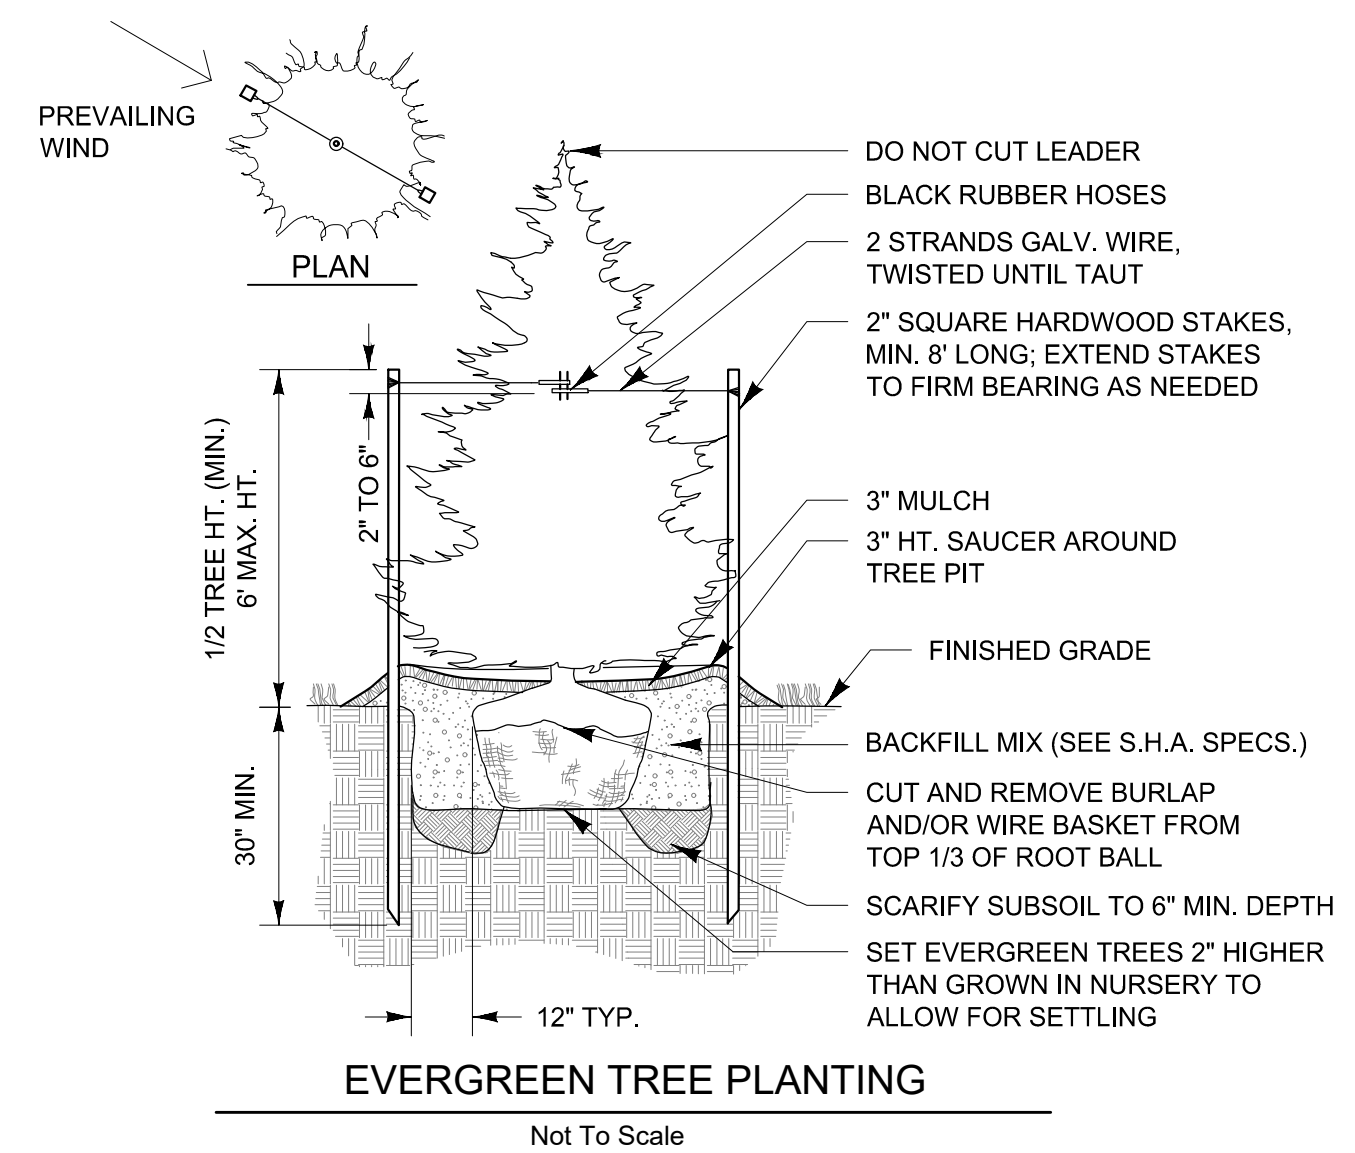 PREVAILING
WIND
PLAN
DO NOT CUT LEADER
BLACK RUBBER HOSES
2 STRANDS GALV. WIRE,
TWISTED UNTIL TAUT
2" SQUARE HARDWOOD STAKES,
MIN. 8' LONG; EXTEND STAKES
TO FIRM BEARING AS NEEDED
1/2 TREE HT. (MIN.)
6' MAX. HT.
2" TO 6"
3" MULCH
3" HT. SAUCER AROUND
TREE PIT
FINISHED GRADE
30" MIN.
BACKFILL MIX (SEE S.H.A. SPECS.)
CUT AND REMOVE BURLAP
AND/OR WIRE BASKET FROM
TOP 1/3 OF ROOT BALL
SCARIFY SUBSOIL TO 6" MIN. DEPTH
SET EVERGREEN TREES 2" HIGHER
THAN GROWN IN NURSERY TO
ALLOW FOR SETTLING
12" TYP.
EVERGREEN TREE PLANTING
Not To Scale